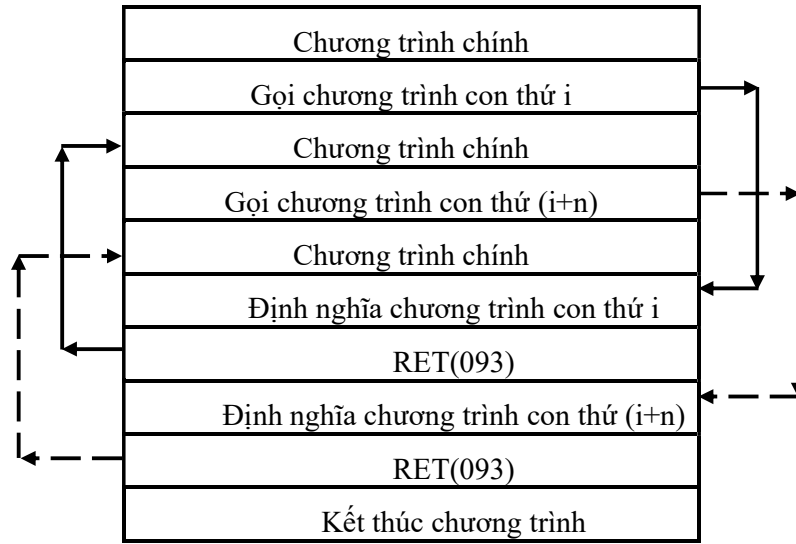 Chương trình chính
Gọi chương trình con thứ i
Chương trình chính
Gọi chương trình con thứ (i+n)
Chương trình chính
Định nghĩa chương trình con thứ i
RET(093)
Định nghĩa chương trình con thứ (i+n)
RET(093)
Kết thúc chương trình